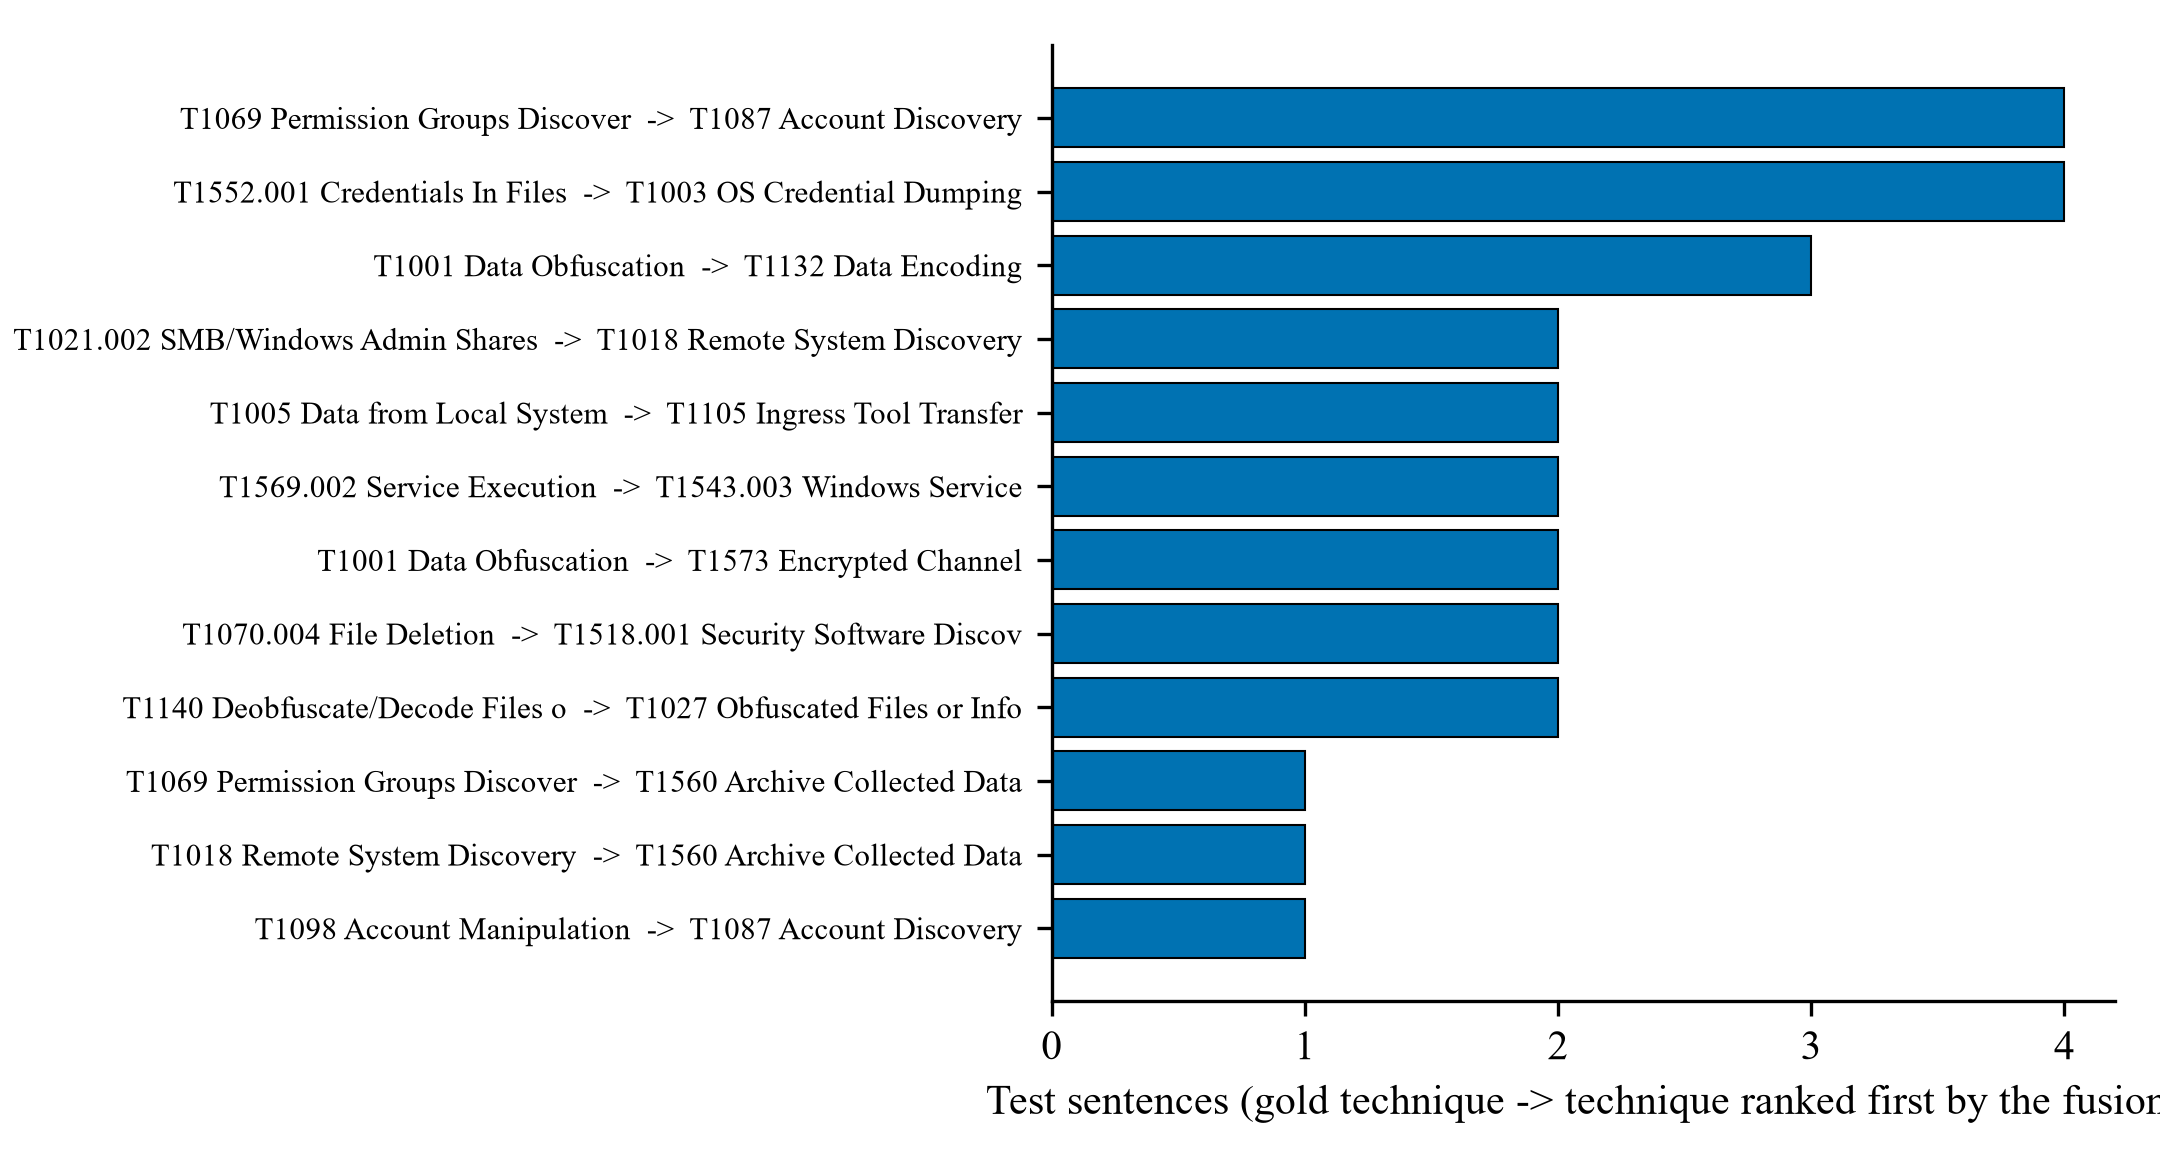 T1069 Permission Groups Discover -> T1087 Account Discovery
T1552.001 Credentials In Files -> T1003 OS Credential Dumping
T1001 Data Obfuscation -> T1132 Data Encoding
T1021.002 SMB/Windows Admin Shares -> T1018 Remote System Discovery
T1005 Data from Local System -> T1105 Ingress Tool Transfer
T1569.002 Service Execution -> T1543.003 Windows Service
T1001 Data Obfuscation -> T1573 Encrypted Channel
T1070.004 File Deletion -> T1518.001 Security Software Discov
T1140 Deobfuscate/Decode Files o -> T1027 Obfuscated Files or Info
T1069 Permission Groups Discover -> T1560 Archive Collected Data
T1018 Remote System Discovery -> T1560 Archive Collected Data
T1098 Account Manipulation -> T1087 Account Discovery
0 1 2 3 4
Test sentences (gold technique -> technique ranked first by the fusion